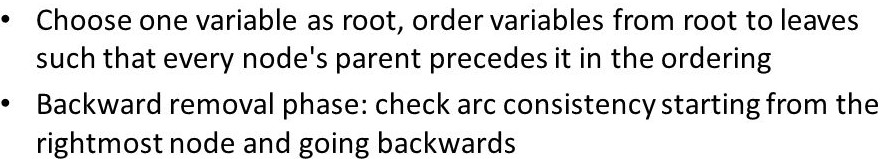 • Choose one variable as root, order variables from root to leaves
such that every node's parent precedes it in the ordering
• Backward removal phase: check arc consistency starting from the
rightmost node and going backwards